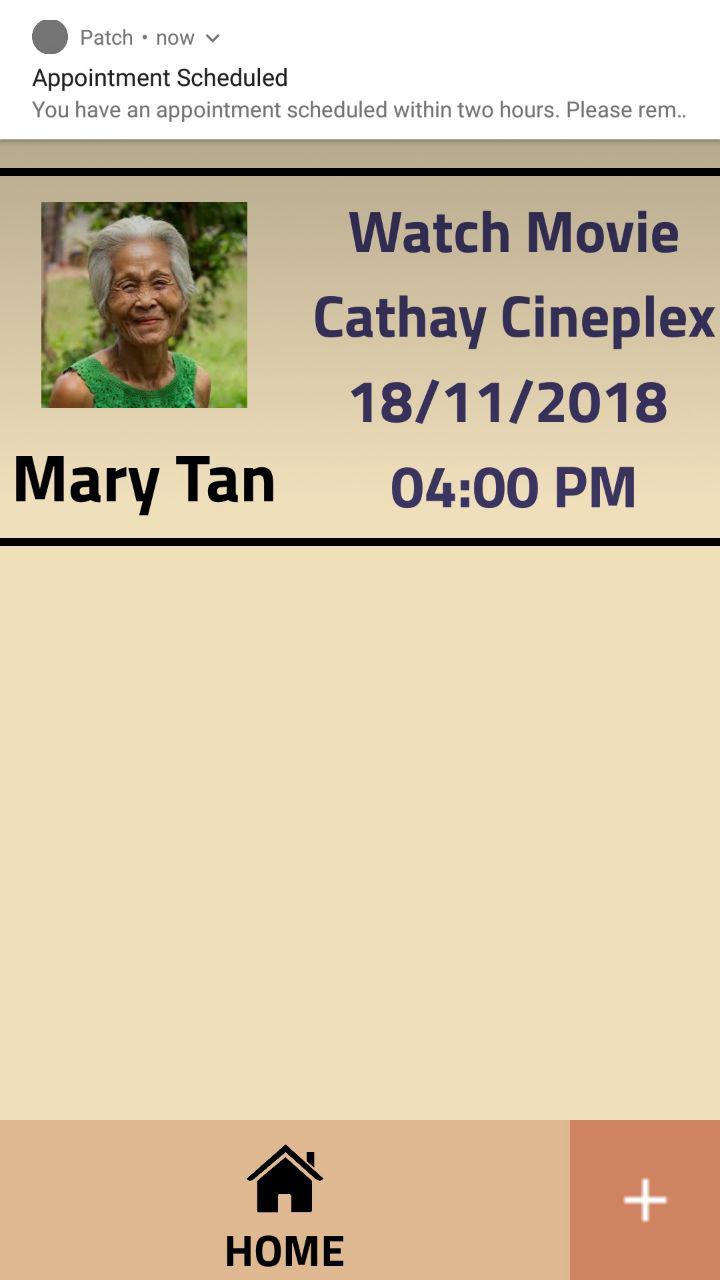 Patch • now
Appointment Scheduled
You have an appointment scheduled within two hours. Please rem..
Watch Movie
Cathay Cineplex
18/11/2018
04:00 PM
Mary Tan
HOME